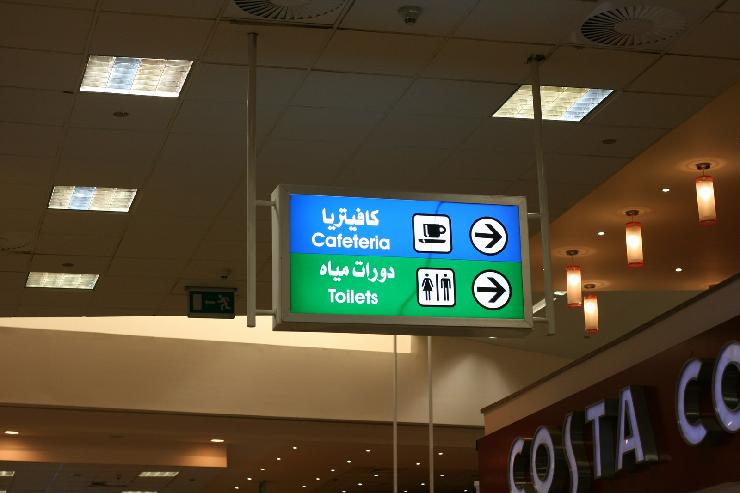 كافيتريا
Cafeteria
دورات مياه
Toilets
COSTA CO